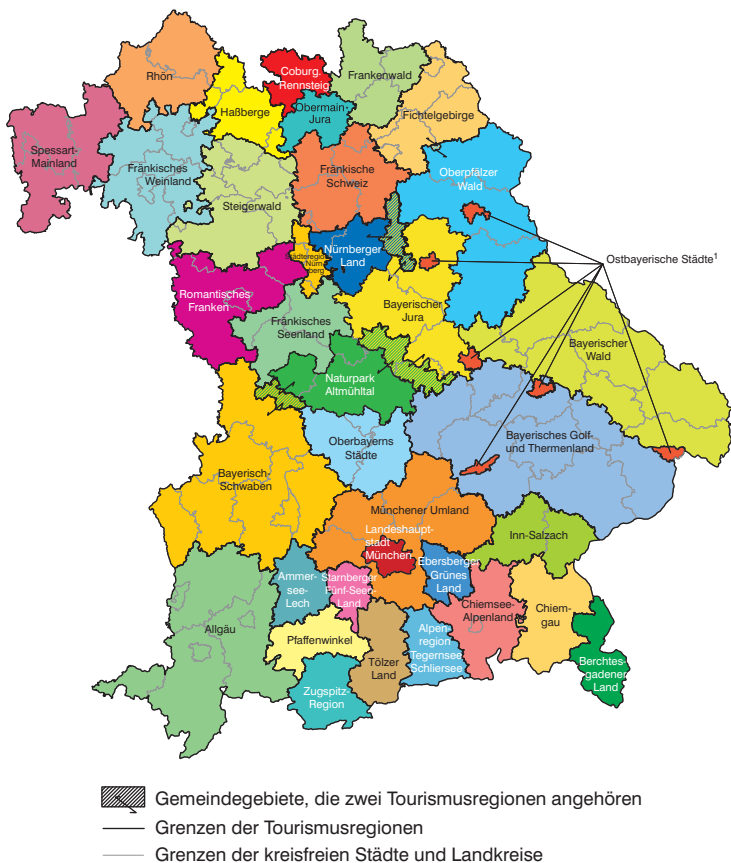 Rhön
Coburg.
Rennsteig
Frankenwald
Haßberge
Obermain-
Jura
Fichtelgebirge
Spessart-
Mainland
Fränkisches
Weinland
Fränkische
Schweiz
Oberpfälzer
Wald
Steigerwald
Städteregion
Nürn-
berg
Nürnberger
Land
Ostbayerische Städte¹
Romantisches
Franken
Bayerischer
Jura
Fränkisches
Seenland
Bayerischer
Wald
Naturpark
Altmühltal
Oberbayerns
Städte
Bayerisches Golf-
und Thermenland
Bayerisch-
Schwaben
Münchener Umland
Landeshaupt-
stadt
München
Inn-Salzach
Ammer-
see-
Lech
Starnberger
Fünf-Seen-
Land
Ebersberger
Grünes
Land
Chiemsee-
Alpenland
Chiem-
gau
Allgäu
Pfaffenwinkel
Tölzer
Land
Alpen-
region
Tegernsee
Schliersee
Berchtes-
gadener
Land
Zugspitz-
Region
Gemeindegebiete, die zwei Tourismusregionen angehören
Grenzen der Tourismusregionen
Grenzen der kreisfreien Städte und Landkreise